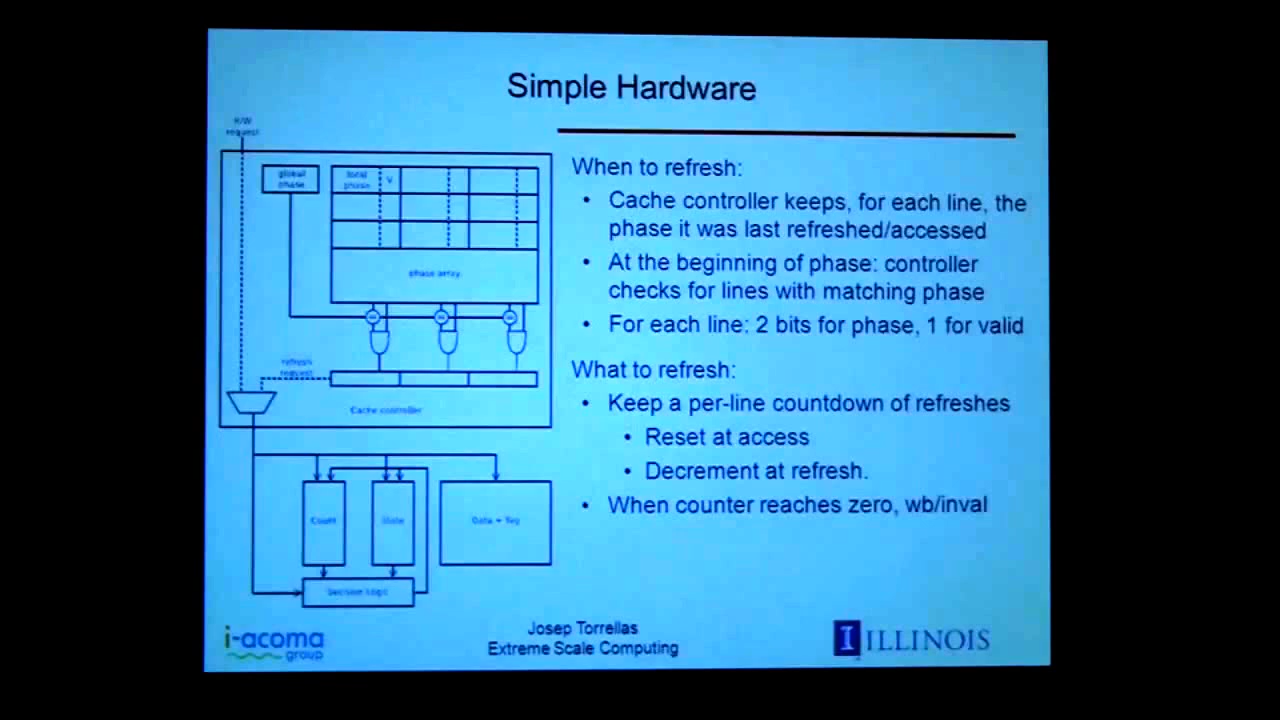 Simple Hardware
R/W
request
global
phase
local
phase
V
phase array
=
=
=
refresh
request
Cache controller
Count
State
Data + Tag
Decision Logic
When to refresh:
• Cache controller keeps, for each line, the
phase it was last refreshed/accessed
• At the beginning of phase: controller
checks for lines with matching phase
• For each line: 2 bits for phase, 1 for valid
What to refresh:
• Keep a per-line countdown of refreshes
• Reset at access
• Decrement at refresh.
• When counter reaches zero, wb/inval
i-acoma
group
Josep Torrellas
Extreme Scale Computing
I ILLINOIS